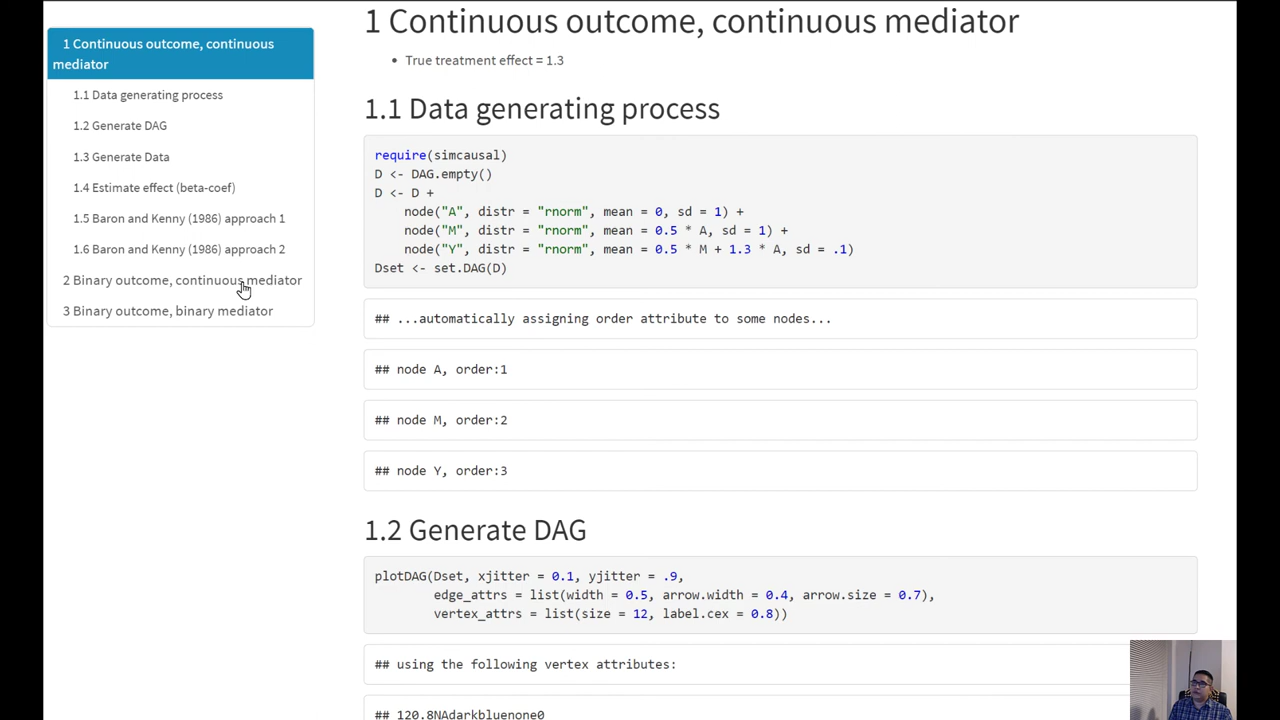 1 Continuous outcome, continuous
mediator
1.1 Data generating process
1.2 Generate DAG
1.3 Generate Data
1.4 Estimate effect (beta-coef)
1.5 Baron and Kenny (1986) approach 1
1.6 Baron and Kenny (1986) approach 2
2 Binary outcome, continuous mediator
3 Binary outcome, binary mediator
1 Continuous outcome, continuous mediator
• True treatment effect = 1.3
1.1 Data generating process
require(simcausal)
D <- DAG.empty()
D <- D +
node("A", distr = "rnorm", mean = 0, sd = 1) +
node("M", distr = "rnorm", mean = 0.5 * A, sd = 1) +
node("Y", distr = "rnorm", mean = 0.5 * M + 1.3 * A, sd = .1)
Dset <- set.DAG(D)
## ...automatically assigning order attribute to some nodes...
## node A, order:1
## node M, order:2
## node Y, order:3
1.2 Generate DAG
plotDAG(Dset, xjitter = 0.1, yjitter = .9,
edge_attrs = list(width = 0.5, arrow.width = 0.4, arrow.size = 0.7),
vertex_attrs = list(size = 12, label.cex = 0.8))
## using the following vertex attributes:
## 120.8NAdarkbluenone0